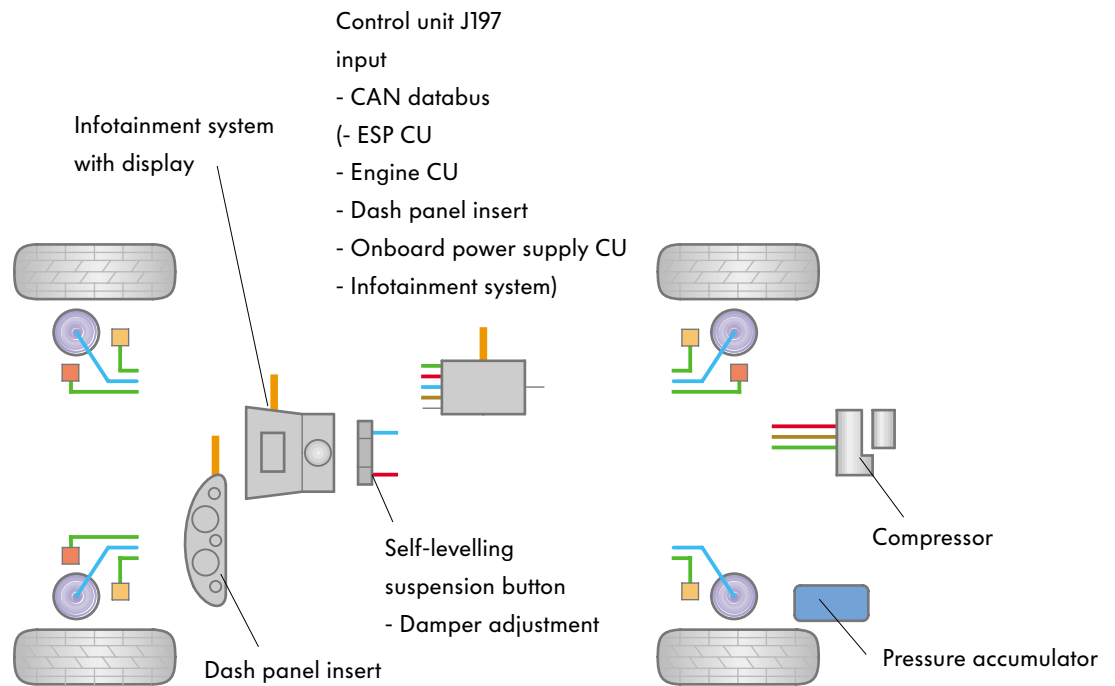 Control unit J197
input
- CAN databus
(- ESP CU
- Engine CU
- Dash panel insert
- Onboard power supply CU
- Infotainment system)
Infotainment system
with display
Self-levelling
suspension button
- Damper adjustment
Dash panel insert
Compressor
Pressure accumulator